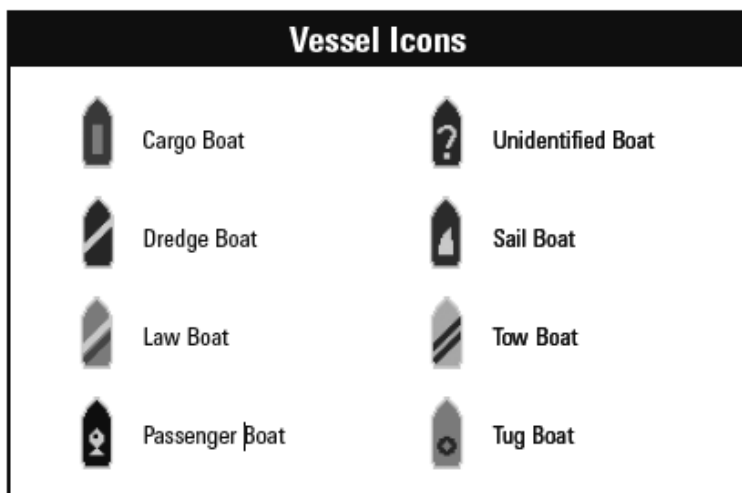 Vessel Icons
Cargo Boat
Unidentified Boat
?
Dredge Boat
Sail Boat
Law Boat
Tow Boat
Passenger Boat
Tug Boat